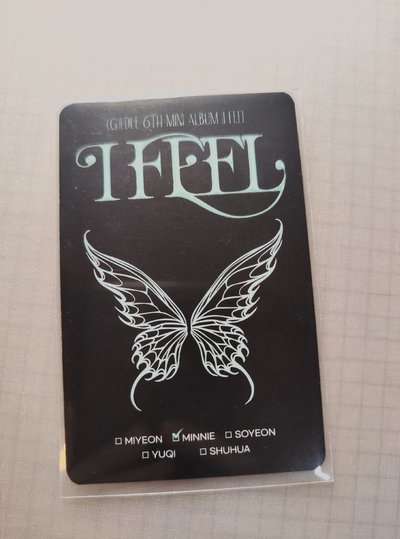 (G)I-DLE 6TH MINI ALBUM I FEEL
I FEEL
☐ MIYEON ☑ MINNIE ☐ SOYEON
☐ YUQI ☐ SHUHUA